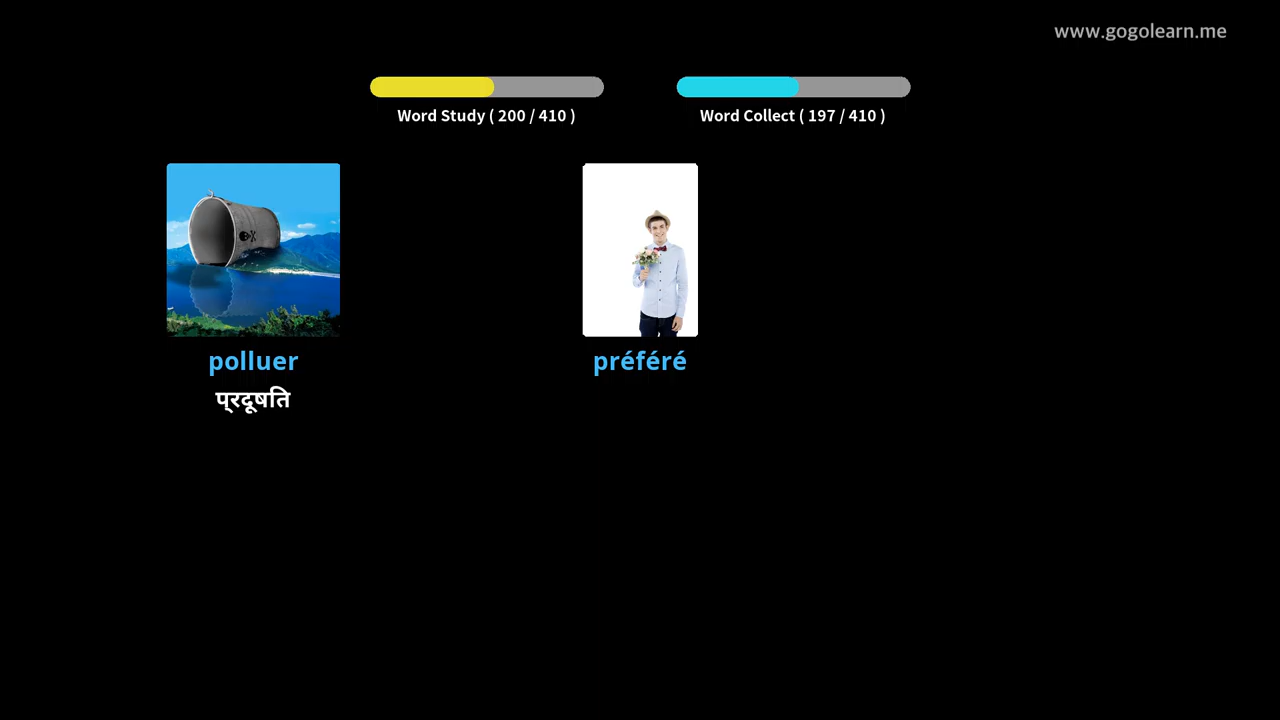 www.gogolearn.me
Word Study ( 200 / 410 )
Word Collect ( 197 / 410 )
polluer
préféré
प्रदूषति